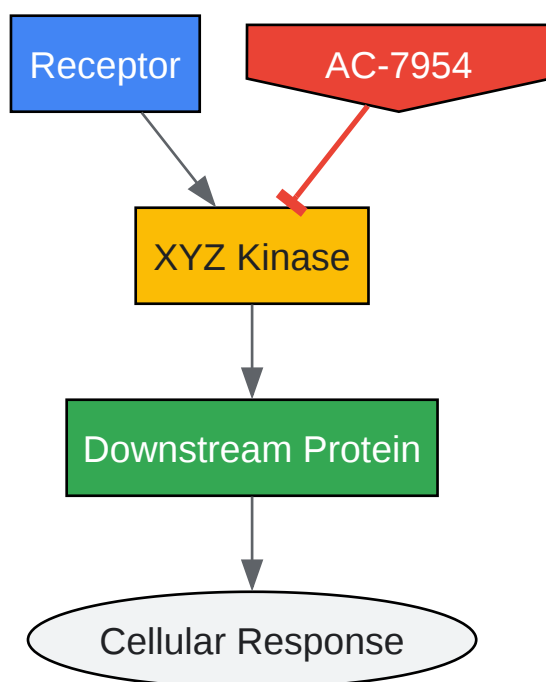 Receptor
AC-7954
XYZ Kinase
Downstream Protein
Cellular Response